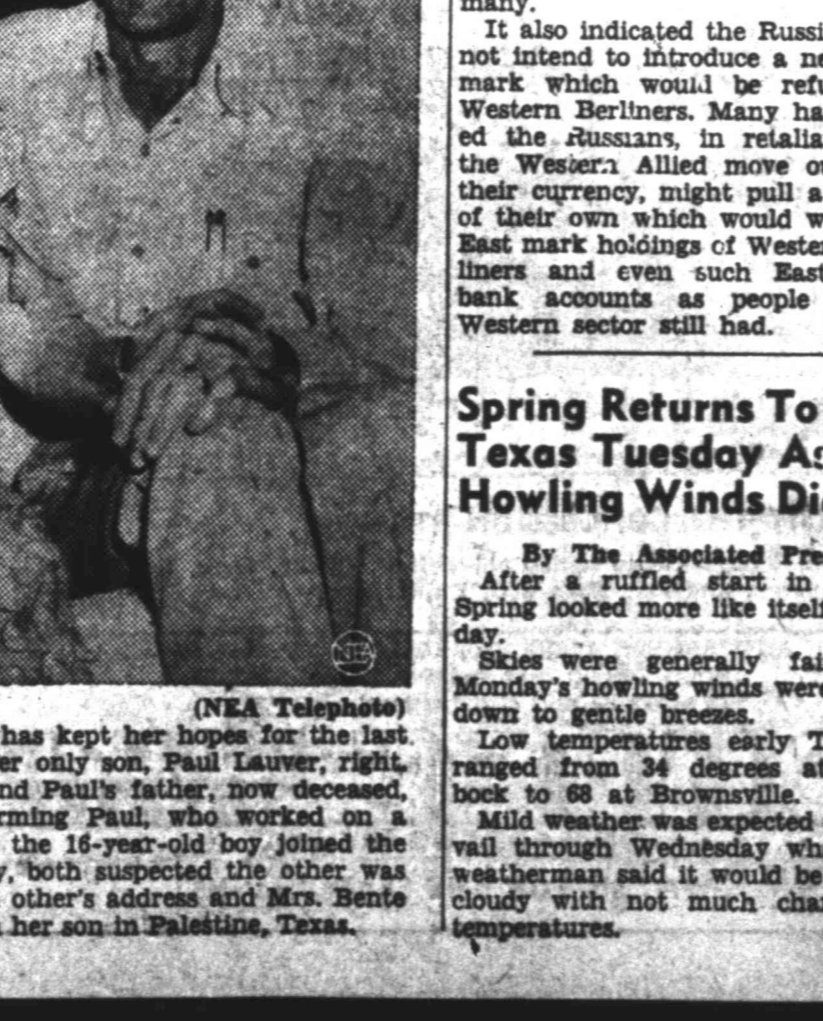 (NEA Telephoto)
has kept her hopes for the last
er only son, Paul Lauver, right,
nd Paul's father, now deceased,
rming Paul, who worked on a
the 16-year-old boy joined the
y, both suspected the other was
other's address and Mrs. Bente
her son in Palestine, Texas.
many.
It also indicated the Russi
not intend to introduce a ne
mark which would be refu
Western Berliners. Many ha
ed the Russians, in retalia
the Western Allied move ou
their currency, might pull a
of their own which would w
East mark holdings of Weste
liners and even such East
bank accounts as people
Western sector still had.
Spring Returns To
Texas Tuesday As
Howling Winds Di
By The Associated Pre
After a ruffled start in
Spring looked more like itself
day.
Skies were generally fai
Monday's howling winds were
down to gentle breezes.
Low temperatures early T
ranged from 34 degrees at
bock to 68 at Brownsville.
Mild weather was expected
vail through Wednesday wh
weatherman said it would be
cloudy with not much cha
temperatures.
NEA